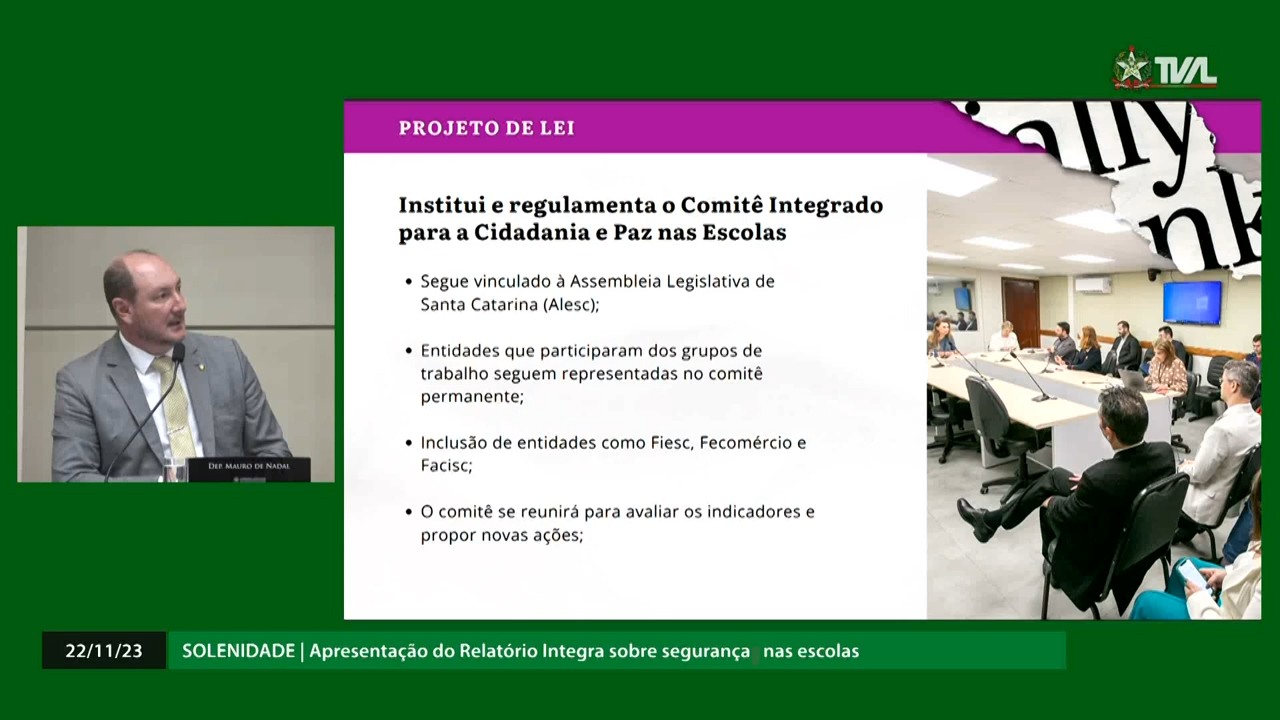 TVAL
PROJETO DE LEI
ally
nk
Institui e regulamenta o Comitê Integrado
para a Cidadania e Paz nas Escolas
• Segue vinculado à Assembleia Legislativa de
Santa Catarina (Alesc);
• Entidades que participaram dos grupos de
trabalho seguem representadas no comitê
permanente;
• Inclusão de entidades como Fiesc, Fecomércio e
Facisc;
• O comitê se reunirá para avaliar os indicadores e
propor novas ações;
DEP. MAURO DE NADAL
22/11/23
SOLENIDADE | Apresentação do Relatório Integra sobre segurança nas escolas